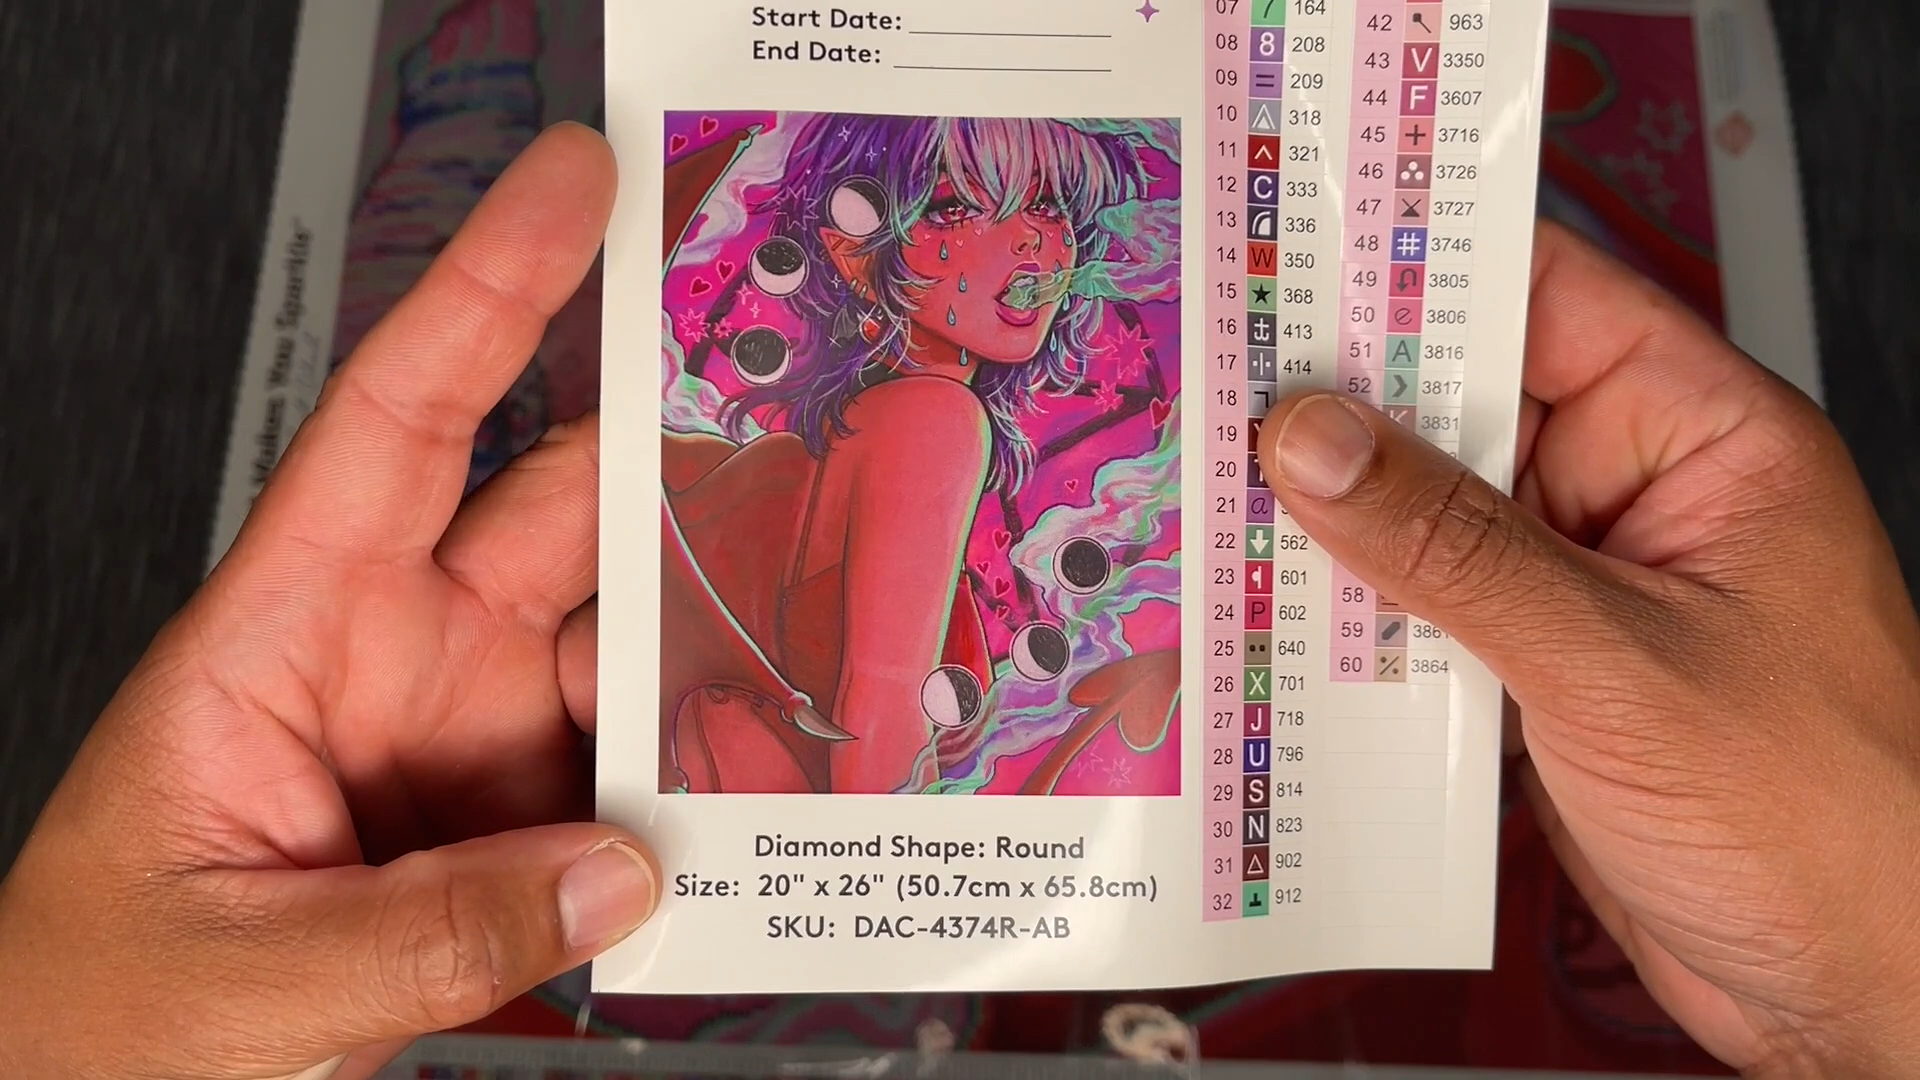 Start Date:
End Date:
Diamond Shape: Round
Size: 20" x 26" (50.7cm x 65.8cm)
SKU: DAC-4374R-AB
07 7 164
08 8 208
09 = 209
10 318
11 ^ 321
12 C 333
13 336
14 W 350
15 ★ 368
16 ± 413
17 414
18
19
20
21 a
22 ⬇ 562
23 601
24 P 602
25 •• 640
26 X 701
27 J 718
28 U 796
29 S 814
30 N 823
31 △ 902
32 ⊥ 912
42 963
43 V 3350
44 F 3607
45 + 3716
46 3726
47 3727
48 # 3746
49 3805
50 e 3806
51 A 3816
52 3817
K 3831
58
59 3861
60 ⁒ 3864